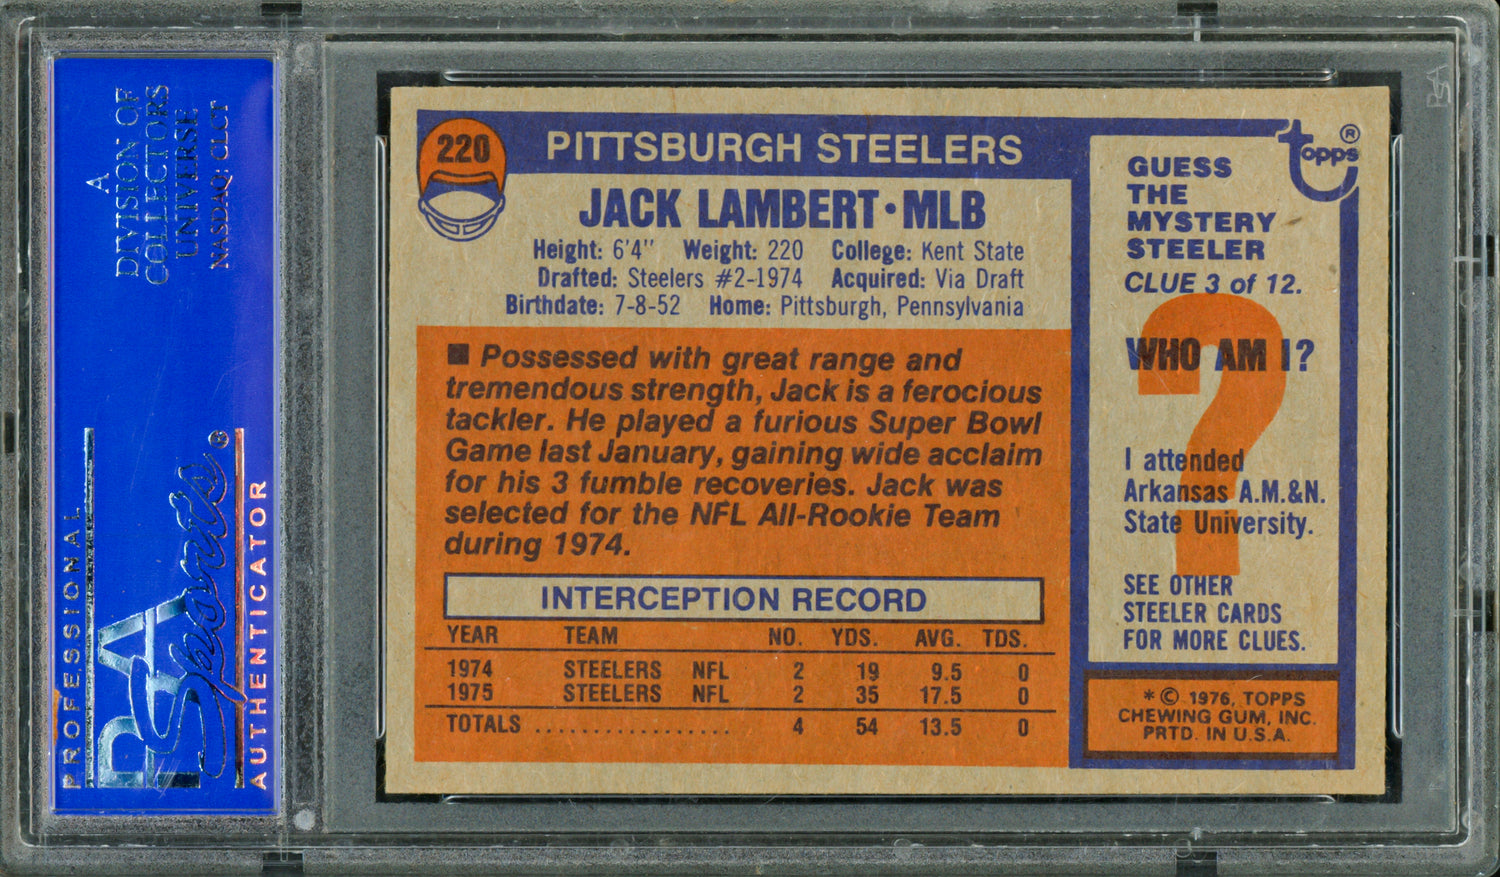 A
DIVISION OF
COLLECTORS
UNIVERSE
NASDAQ: CLCT
PROFESSIONAL
PSA
Sports®
AUTHENTICATOR
220
PITTSBURGH STEELERS
JACK LAMBERT • MLB
Height: 6'4" Weight: 220 College: Kent State
Drafted: Steelers #2-1974 Acquired: Via Draft
Birthdate: 7-8-52 Home: Pittsburgh, Pennsylvania
■ Possessed with great range and
tremendous strength, Jack is a ferocious
tackler. He played a furious Super Bowl
Game last January, gaining wide acclaim
for his 3 fumble recoveries. Jack was
selected for the NFL All-Rookie Team
during 1974.
INTERCEPTION RECORD
YEAR TEAM NO. YDS. AVG. TDS.
1974 STEELERS NFL 2 19 9.5 0
1975 STEELERS NFL 2 35 17.5 0
TOTALS ................. 4 54 13.5 0
topps®
GUESS
THE
MYSTERY
STEELER
CLUE 3 of 12.
?
WHO AM I?
I attended
Arkansas A.M.&N.
State University.
SEE OTHER
STEELER CARDS
FOR MORE CLUES.
* © 1976, TOPPS
CHEWING GUM, INC.
PRTD. IN U.S.A.
PSA